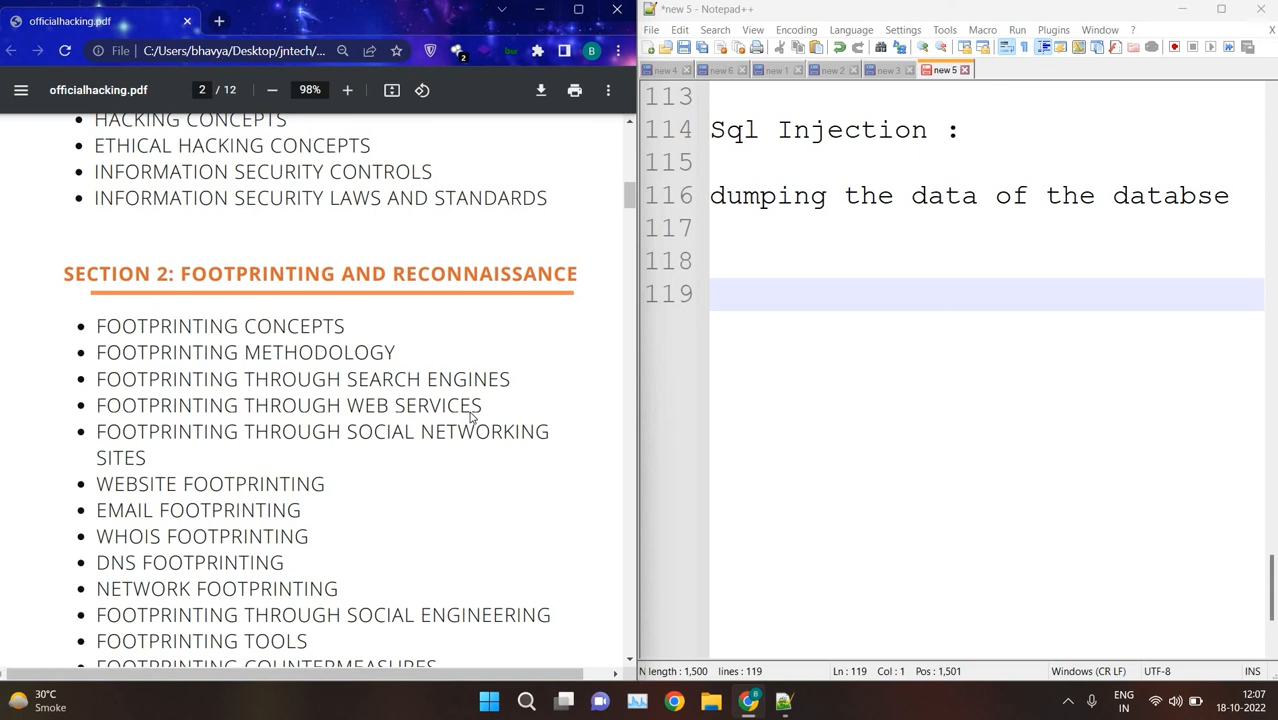 officialhacking.pdf
File C:/Users/bhavya/Desktop/jntech/...
2
B
officialhacking.pdf 2 / 12 98%
HACKING CONCEPTS
ETHICAL HACKING CONCEPTS
INFORMATION SECURITY CONTROLS
INFORMATION SECURITY LAWS AND STANDARDS
SECTION 2: FOOTPRINTING AND RECONNAISSANCE
FOOTPRINTING CONCEPTS
FOOTPRINTING METHODOLOGY
FOOTPRINTING THROUGH SEARCH ENGINES
FOOTPRINTING THROUGH WEB SERVICES
FOOTPRINTING THROUGH SOCIAL NETWORKING
SITES
WEBSITE FOOTPRINTING
EMAIL FOOTPRINTING
WHOIS FOOTPRINTING
DNS FOOTPRINTING
NETWORK FOOTPRINTING
FOOTPRINTING THROUGH SOCIAL ENGINEERING
FOOTPRINTING TOOLS
FOOTPRINTING COUNTERMEASURES
*new 5 - Notepad++
File Edit Search View Encoding Language Settings Tools Macro Run Plugins Window ? X
new 4 new 6 new 1 new 2 new 3 new 5
113
114 Sql Injection :
115
116 dumping the data of the databse
117
118
119
N length : 1,500 lines : 119 Ln : 119 Col : 1 Pos : 1,501 Windows (CR LF) UTF-8 INS
30°C
Smoke
ENG
IN
12:07
18-10-2022